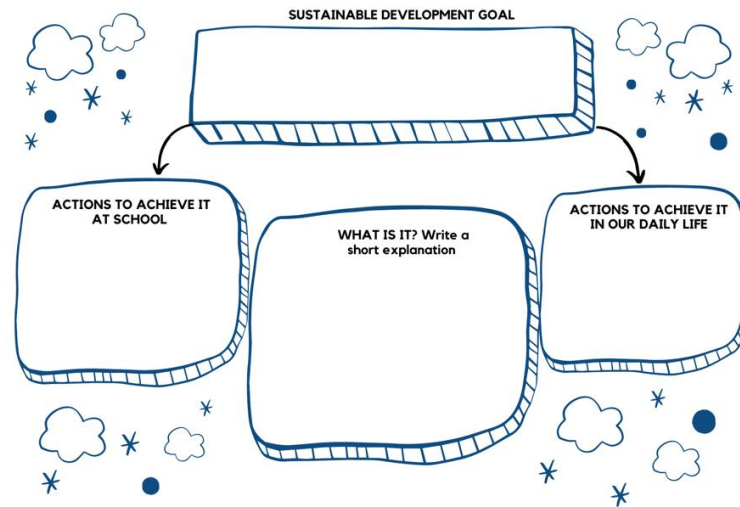 SUSTAINABLE DEVELOPMENT GOAL
ACTIONS TO ACHIEVE IT
AT SCHOOL
WHAT IS IT? Write a
short explanation
ACTIONS TO ACHIEVE IT
IN OUR DAILY LIFE